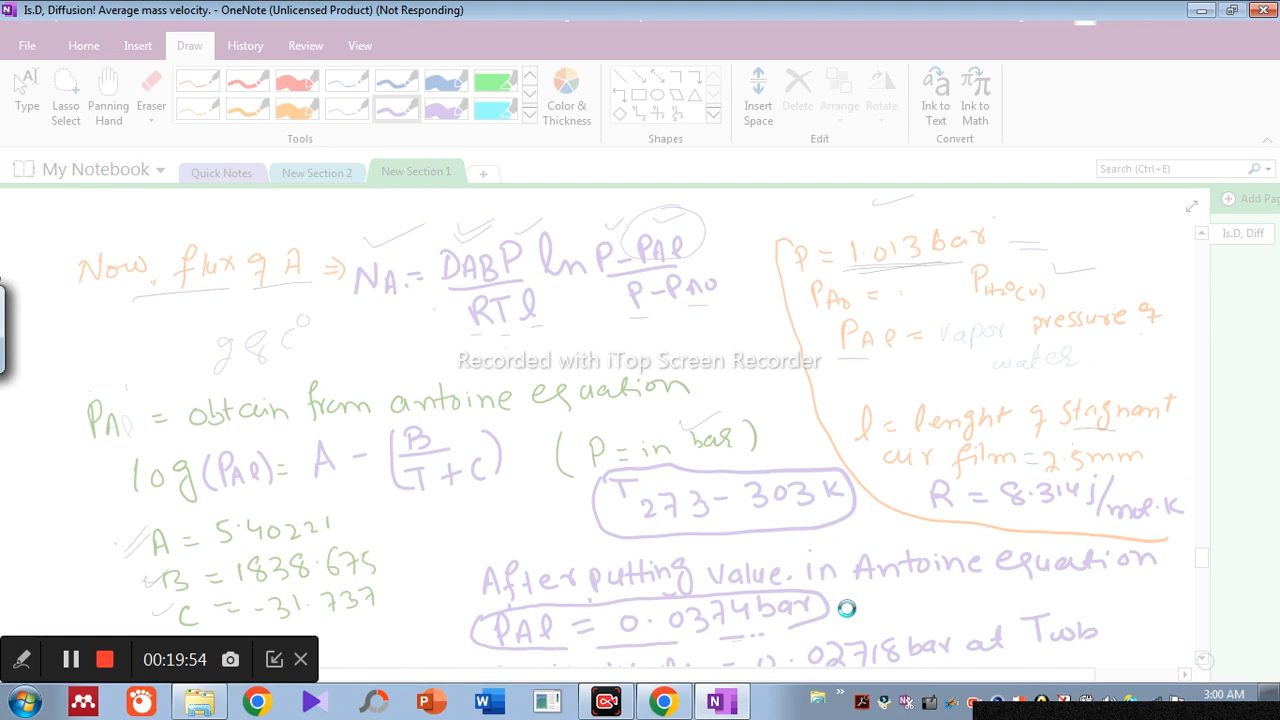 Is.D, Diffusion! Average mass velocity. - OneNote (Unlicensed Product) (Not Responding)
File Home Insert Draw History Review View
Type
Lasso Select
Panning Hand
Eraser
Color & Thickness
Insert Space
Delete
Arrange
Rotate
Ink to Text
Ink to Math
Tools
Shapes
Edit
Convert
My Notebook
Quick Notes
New Section 2
New Section 1
Search (Ctrl+E)
Add Pag
Is.D, Diff
Now flux of A ⇒ NA = DABP/RTl ln P-PAl/P-PAO
P = 1.013 bar
PAo = PH2O(v)
PAl = vapor pressure of
water
Recorded with iTop Screen Recorder
PAl = obtain from antoine equation
log(PAl) = A - (B/T+C) (P = in bar)
l = lenght of stagnant
air film = 2.5mm
R = 8.314 j/mol.K
T 273-303K
A = 5.40221
B = 1838.675
C = -31.737
After putting value in Antoine equation
PAl = 0.0374 bar
02718 bar at Twb
00:19:54
3:00 AM